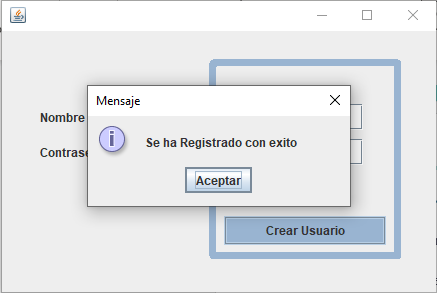 Mensaje
Nombre
Se ha Registrado con exito
Contrase
Aceptar
Crear Usuario